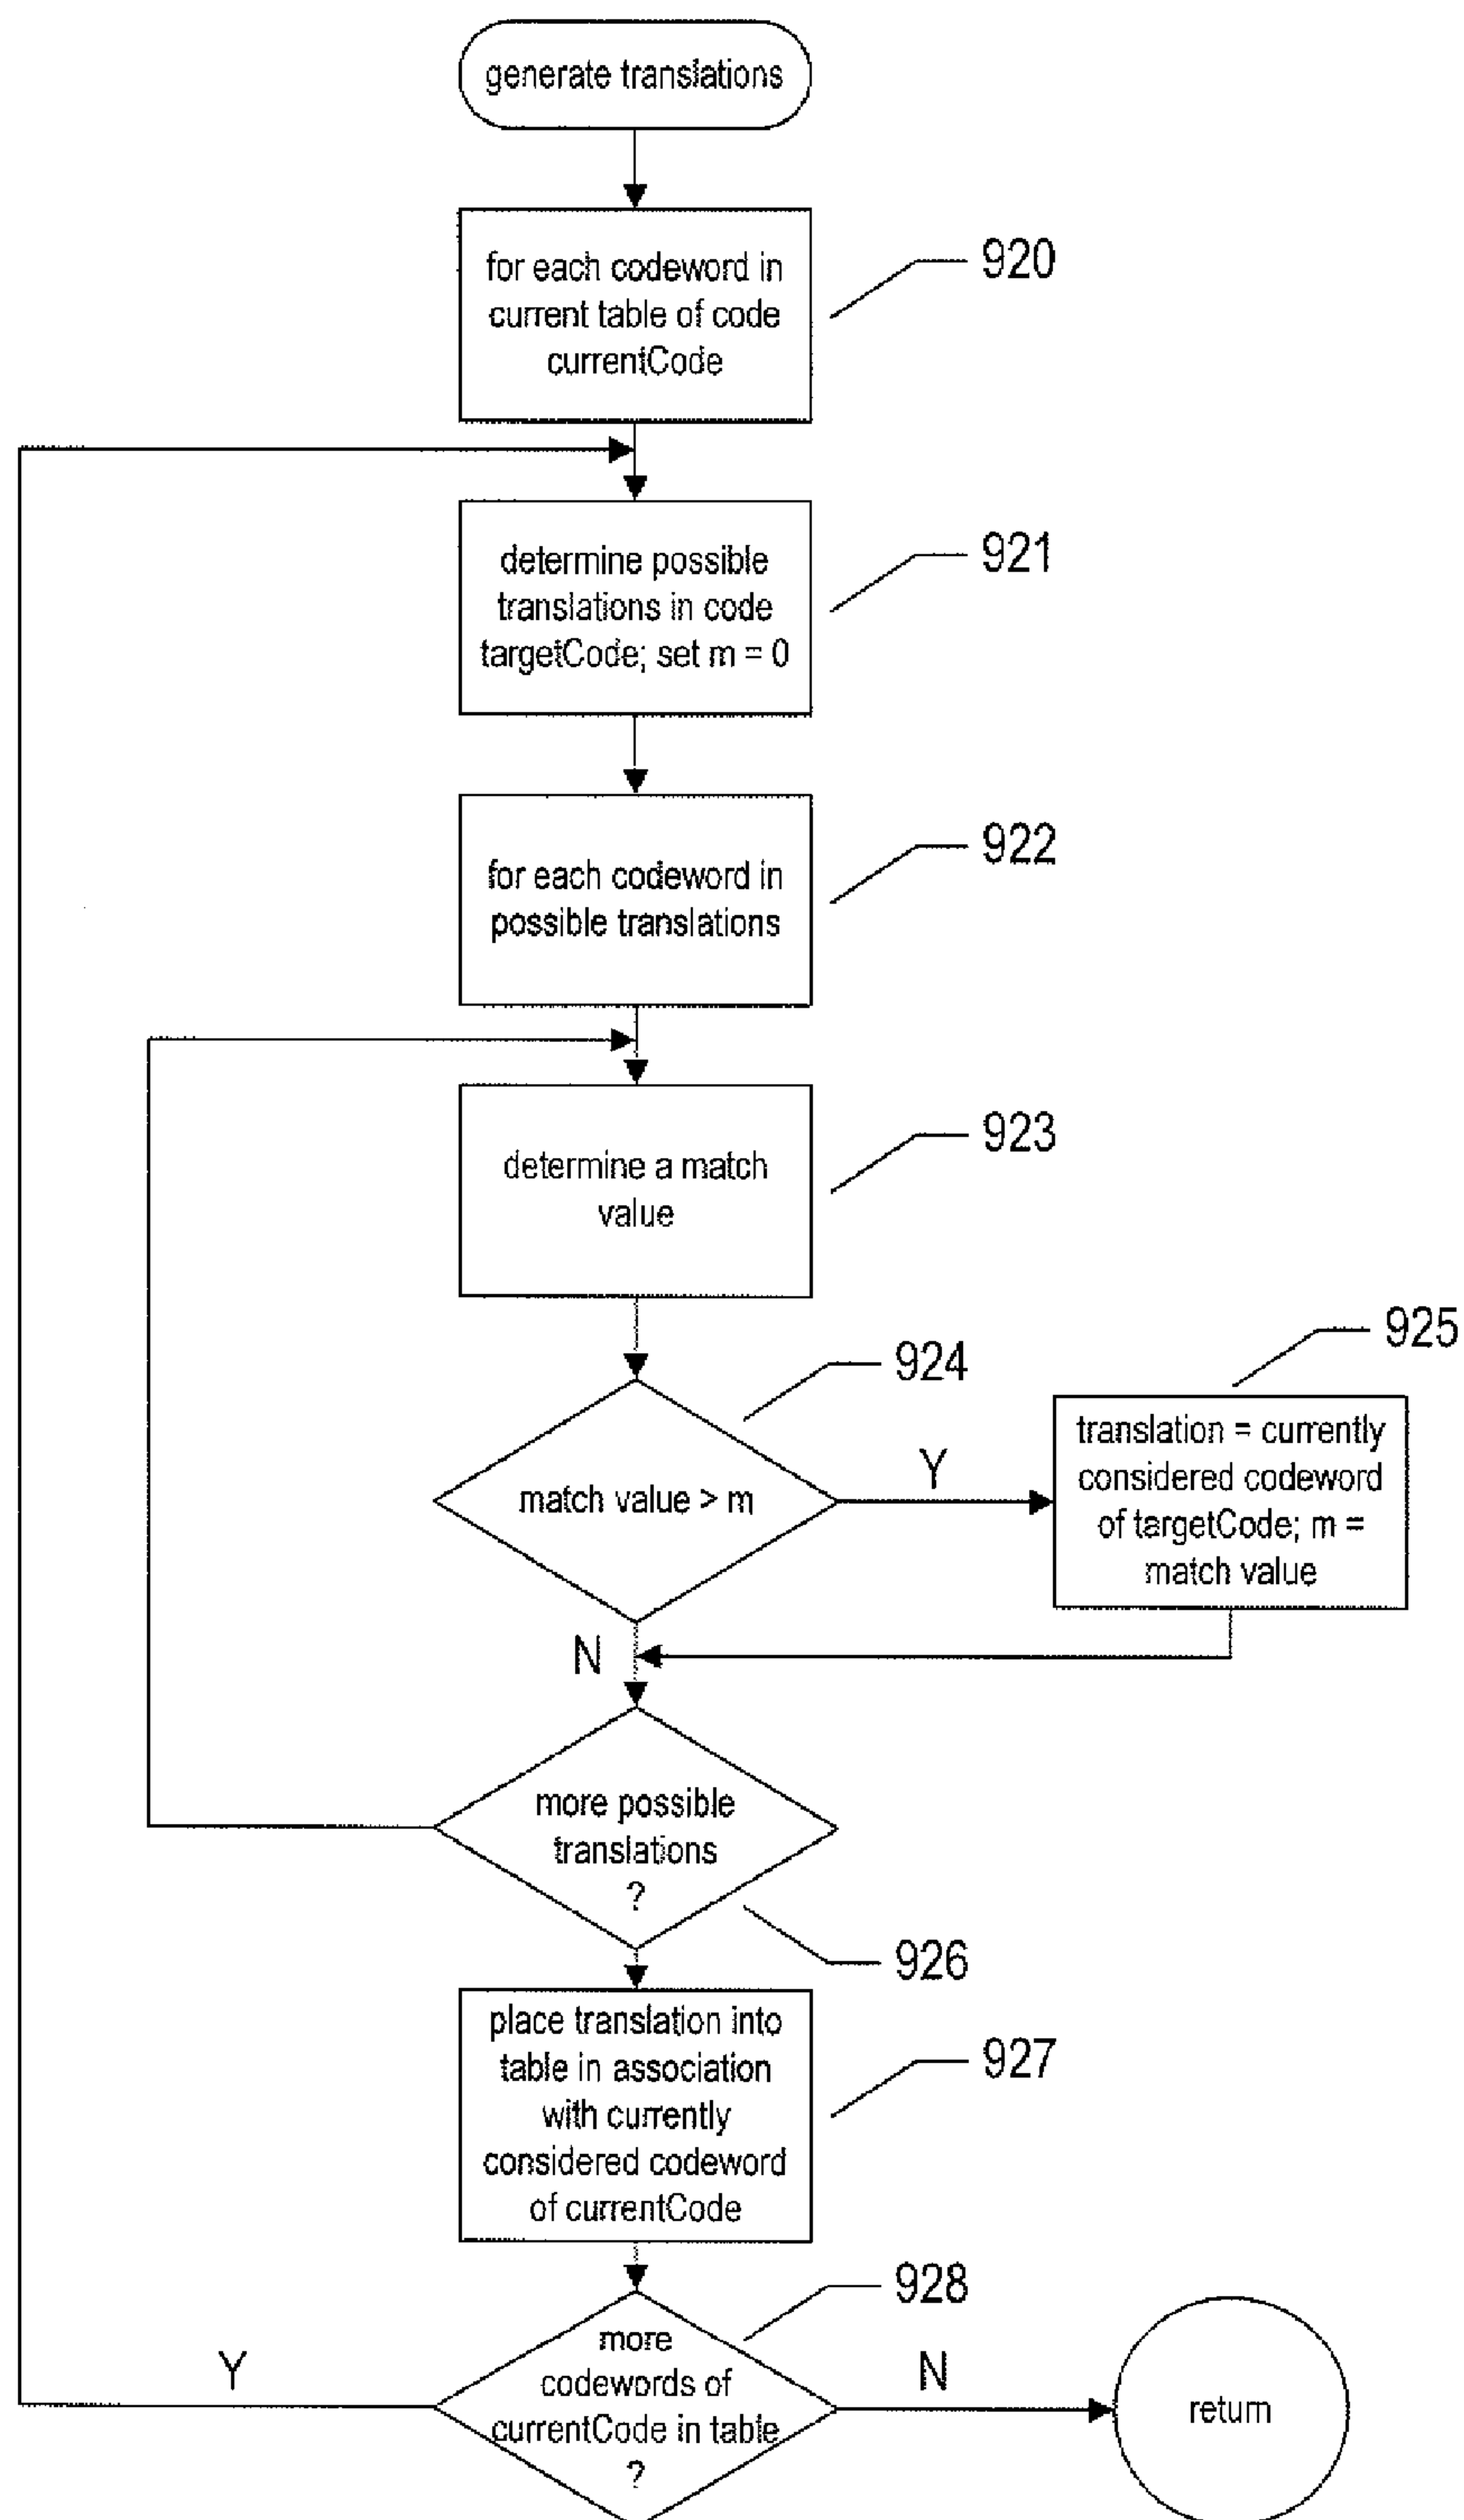 generate translations
for each codeword in
current table of code
currentCode
920
determine possible
translations in code
targetCode; set m = 0
921
for each codeword in
possible translations
922
determine a match
value
923
match value > m
924
Y
translation = currently
considered codeword
of targetCode; m =
match value
925
N
more possible
translations
?
926
place translation into
table in association
with currently
considered codeword
of currentCode
927
more
codewords of
currentCode in table
?
928
Y
N
return